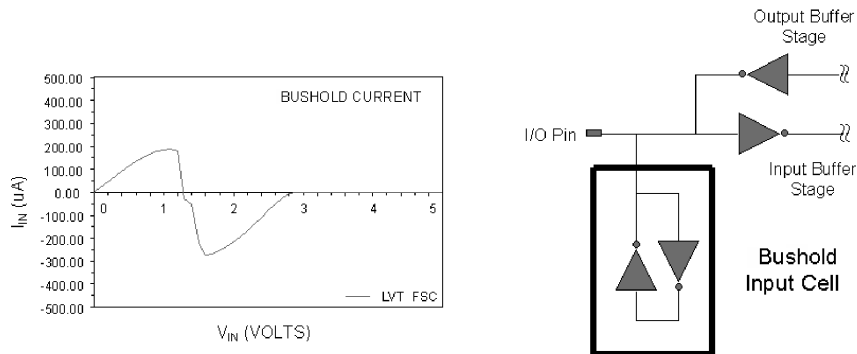 Output Buffer
Stage
500.00
400.00
300.00
200.00
100.00
0.00
-100.00
-200.00
-300.00
-400.00
-500.00
BUSHOLD CURRENT
0 1 2 3 4 5
LVT FSC
I_IN (uA)
V_IN (VOLTS)
I/O Pin
Input Buffer
Stage
Bushold
Input Cell